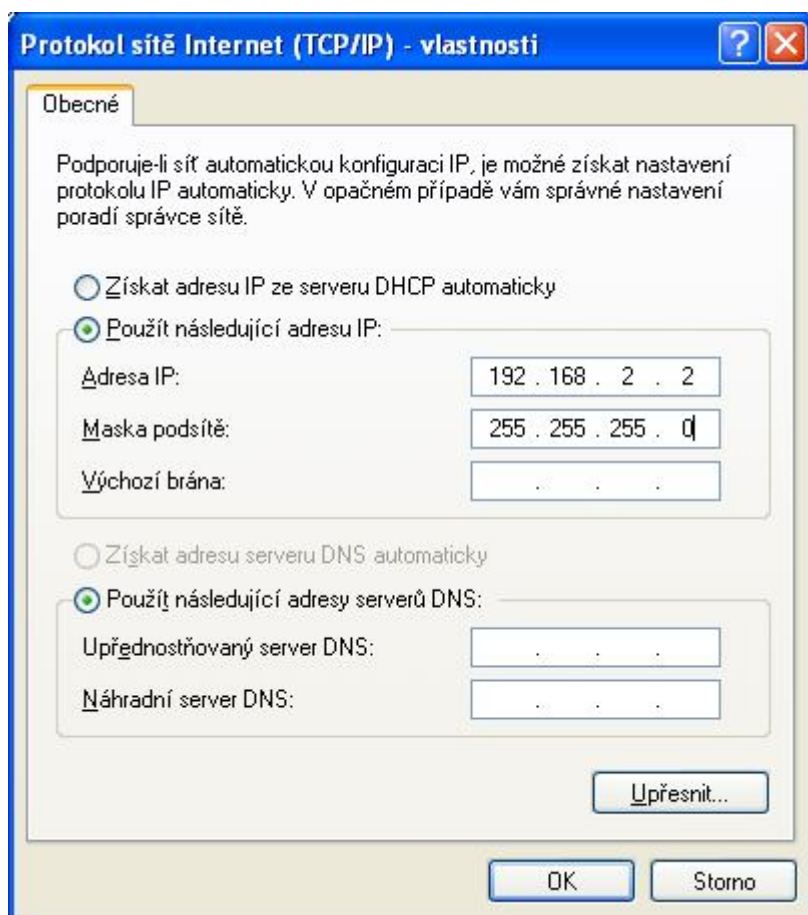 Protokol sítě Internet (TCP/IP) - vlastnosti
Obecné
Podporuje-li síť automatickou konfiguraci IP, je možné získat nastavení
protokolu IP automaticky. V opačném případě vám správné nastavení
poradí správce sítě.
Získat adresu IP ze serveru DHCP automaticky
Použít následující adresu IP:
Adresa IP: 192 . 168 . 2 . 2
Maska podsítě: 255 . 255 . 255 . 0
Výchozí brána: . . .
Získat adresu serveru DNS automaticky
Použít následující adresy serverů DNS:
Upřednostňovaný server DNS: . . .
Náhradní server DNS: . . .
Upřesnit...
OK Storno